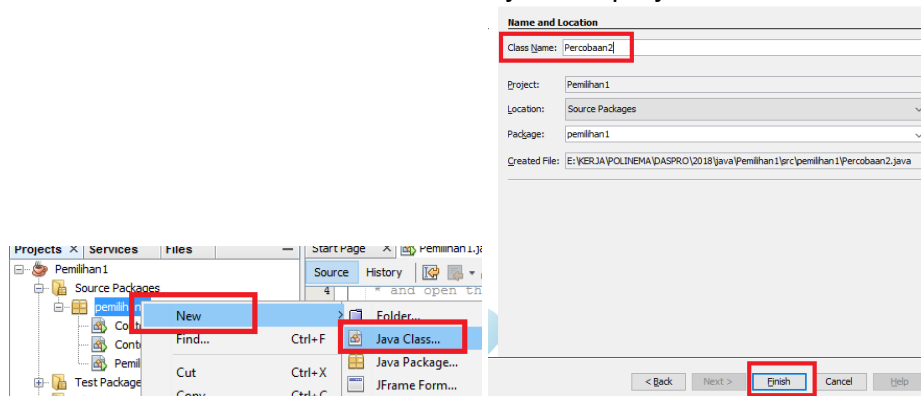 Name and Location
Class Name: Percobaan2
Project: Pemilihan1
Location: Source Packages
Package: pemilihan1
Created File: E:\KERJA\POLINEMA\DASPRO\2018\java\Pemilihan1\src\pemilihan1\Percobaan2.java
< Back Next > Finish Cancel Help
Projects Services Files
Start Page
Pemilihan1
Source History
Source Packages
4 * and open th
New
Folder...
Find... Ctrl+F
Java Class...
Java Package...
Test Package
Cut Ctrl+X
JFrame Form...